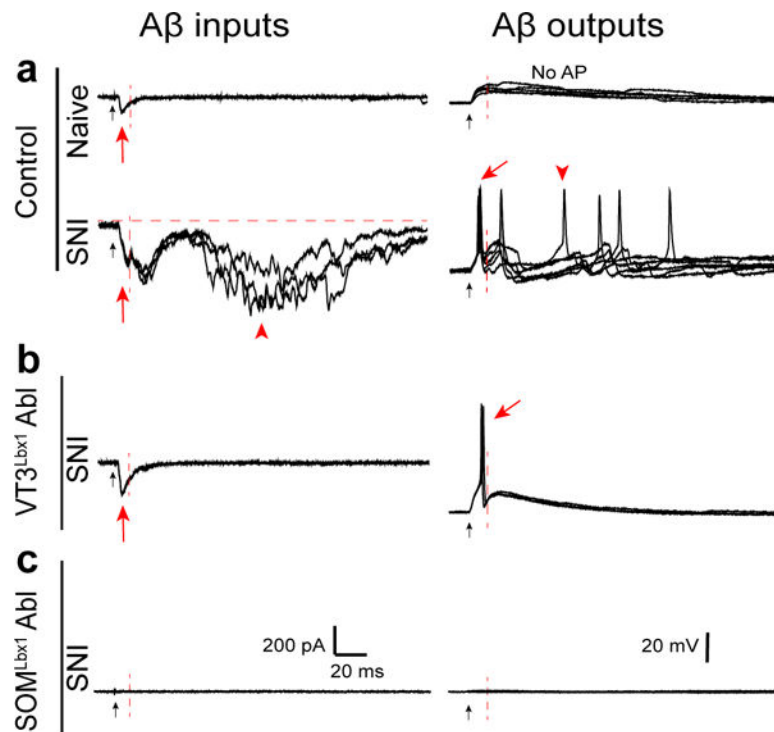 Aβ inputs
Aβ outputs
a
Control
Naive
No AP
SNI
b
VT3Lbx1 Abl
SNI
c
SOMLbx1 Abl
SNI
200 pA
20 ms
20 mV